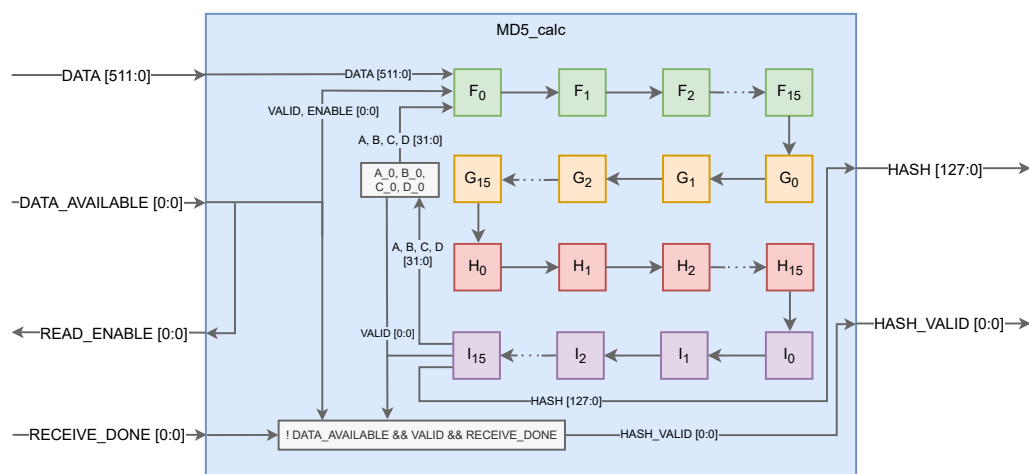 MD5_calc
DATA [511:0]
DATA [511:0]
F0
F1
F2
F15
VALID, ENABLE [0:0]
A, B, C, D [31:0]
A_0, B_0,
C_0, D_0
G15
G2
G1
G0
HASH [127:0]
DATA_AVAILABLE [0:0]
A, B, C, D
[31:0]
H0
H1
H2
H15
READ_ENABLE [0:0]
VALID [0:0]
I15
I2
I1
I0
HASH_VALID [0:0]
HASH [127:0]
RECEIVE_DONE [0:0]
! DATA_AVAILABLE && VALID && RECEIVE_DONE
HASH_VALID [0:0]